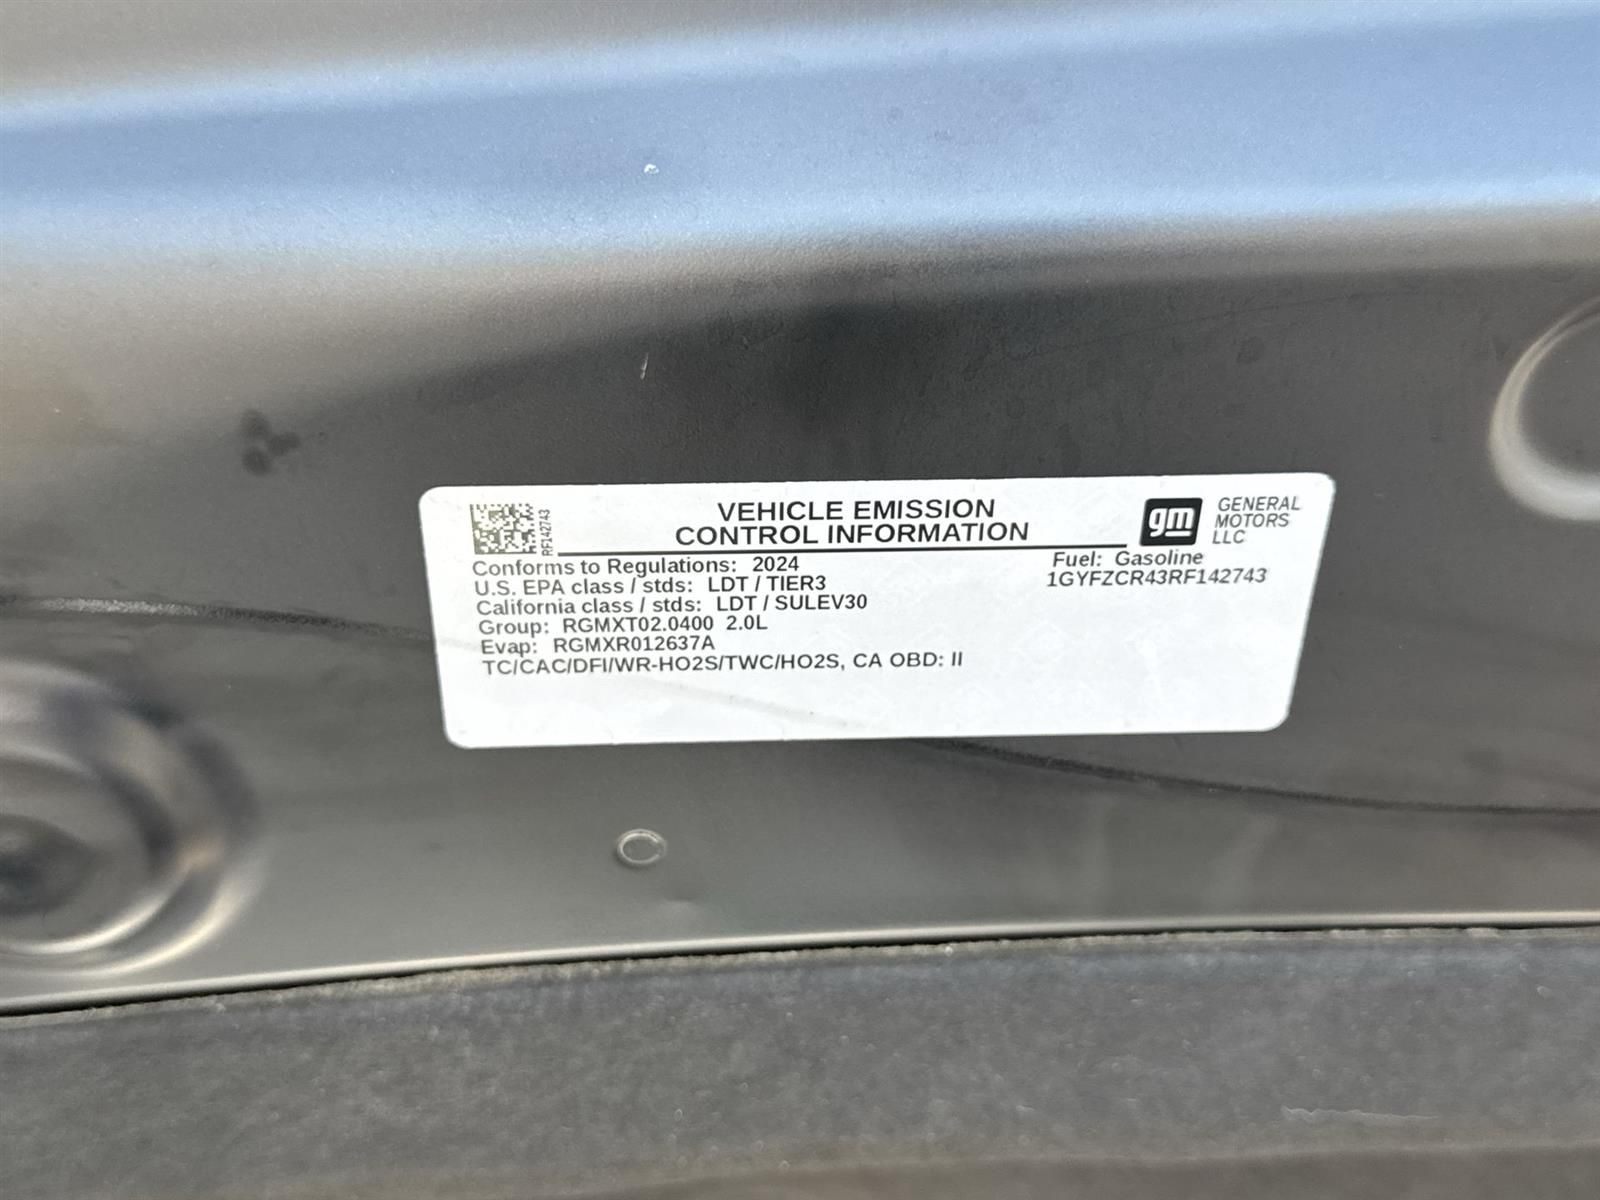 RF142743
VEHICLE EMISSION
CONTROL INFORMATION
gm
GENERAL
MOTORS
LLC
Conforms to Regulations: 2024
Fuel: Gasoline
U.S. EPA class / stds: LDT / TIER3
1GYFZCR43RF142743
California class / stds: LDT / SULEV30
Group: RGMXT02.0400 2.0L
Evap: RGMXR012637A
TC/CAC/DFI/WR-HO2S/TWC/HO2S, CA OBD: II